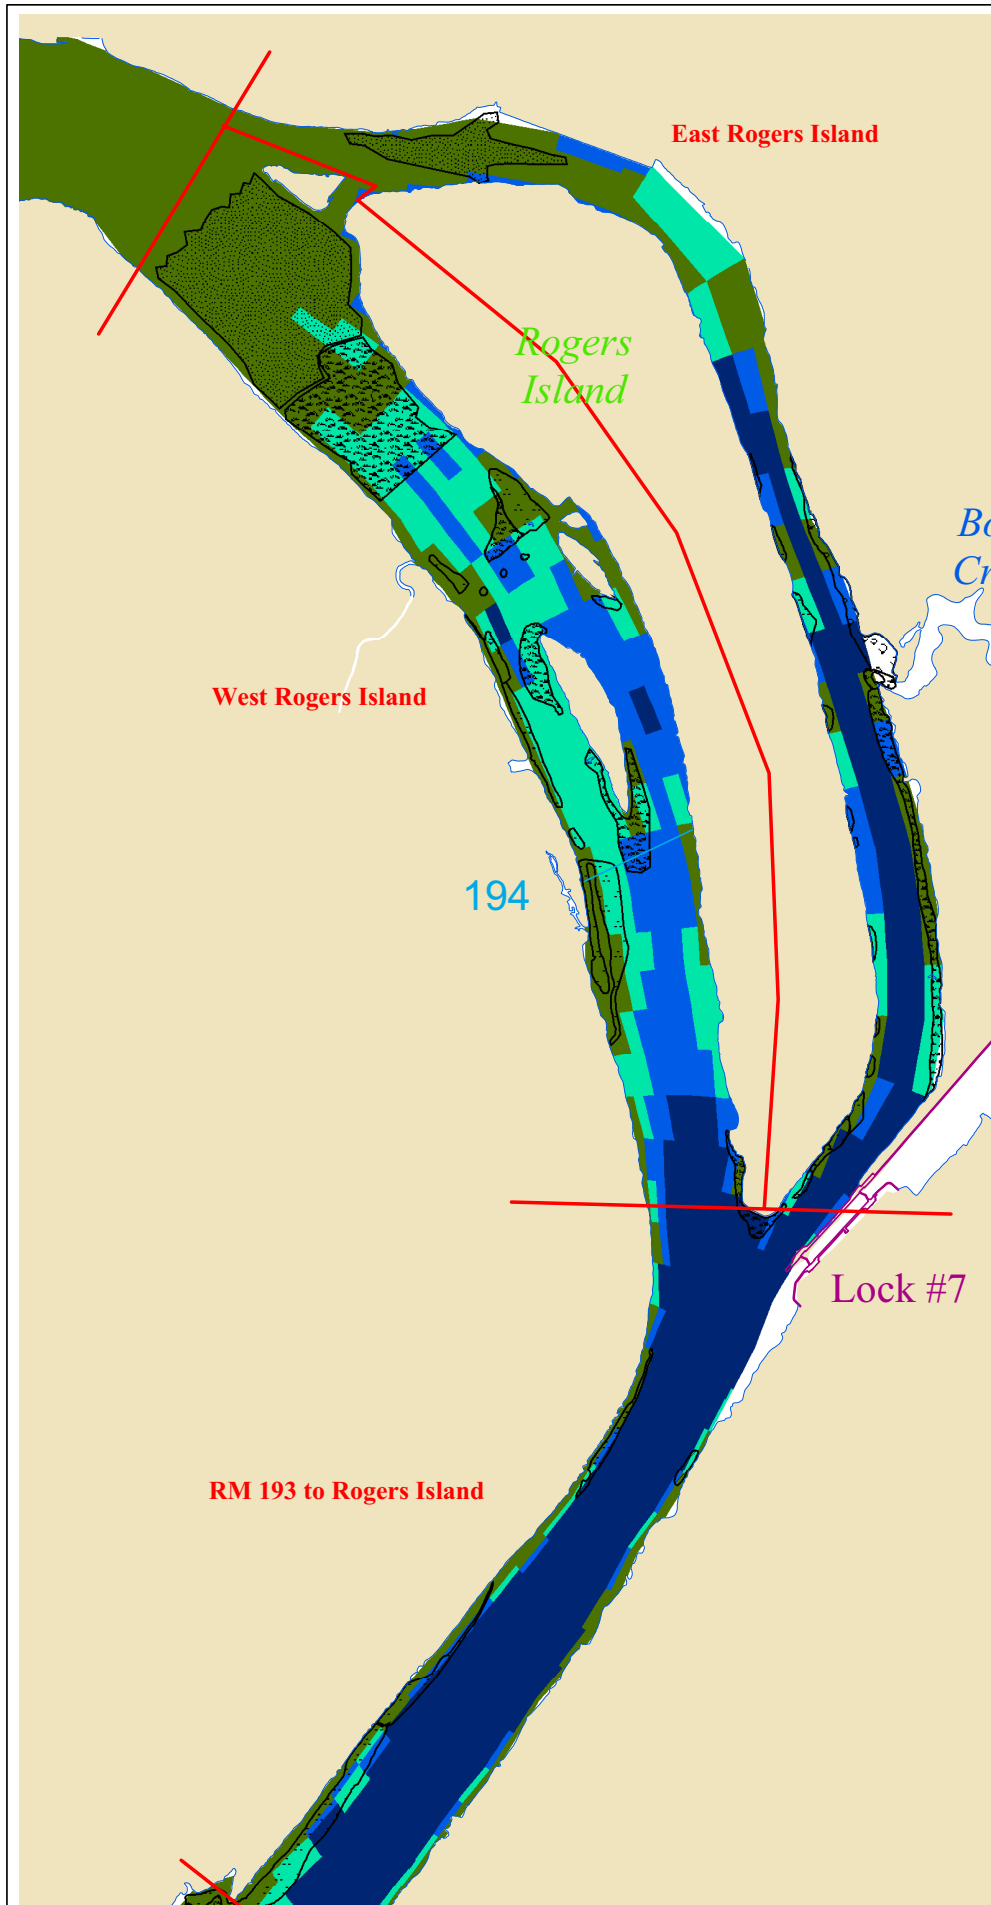 East Rogers Island
Rogers
Island
West Rogers Island
194
Lock #7
RM 193 to Rogers Island